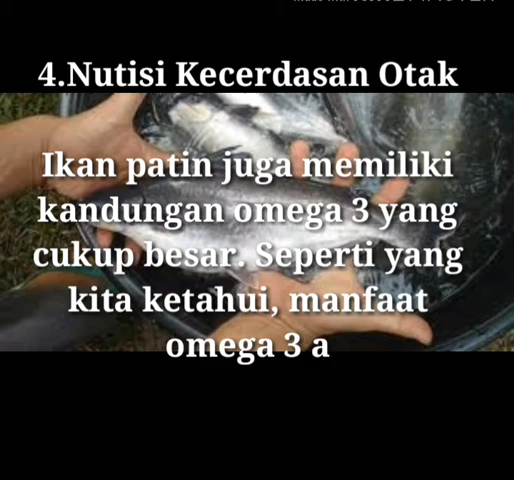 4.Nutisi Kecerdasan Otak
Ikan patin juga memiliki
kandungan omega 3 yang
cukup besar. Seperti yang
kita ketahui, manfaat
omega 3 a